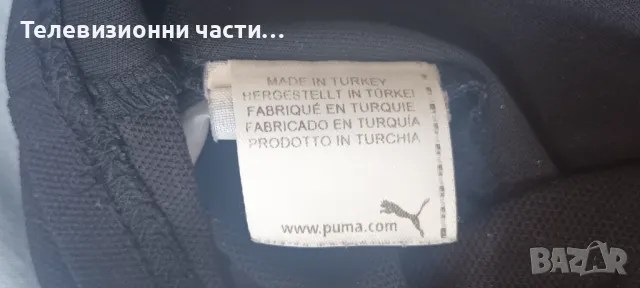 Телевизионни части…
MADE IN TURKEY
HERGESTELLT IN TÜRKEI
FABRIQUÉ EN TURQUIE
FABRICADO EN TURQUÍA
PRODOTTO IN TURCHIA
www.puma.com
BAZAR